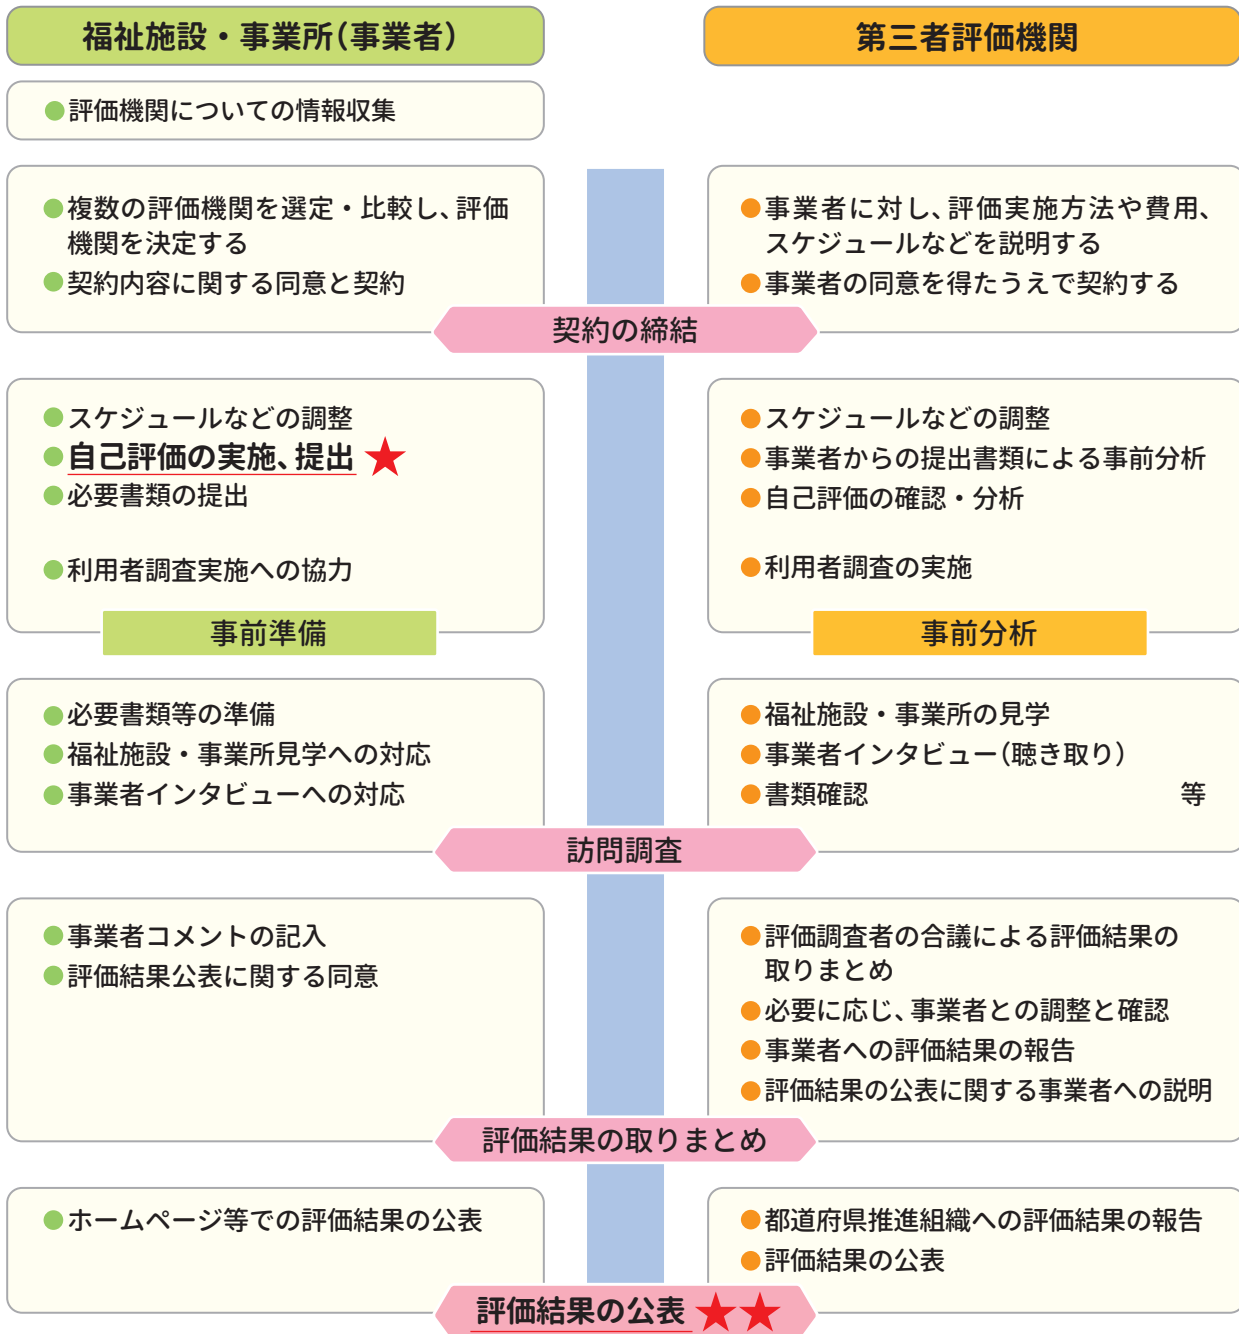 福祉施設・事業所(事業者)
第三者評価機関
●評価機関についての情報収集
●複数の評価機関を選定・比較し、評価
機関を決定する
●契約内容に関する同意と契約
●事業者に対し、評価実施方法や費用、
スケジュールなどを説明する
●事業者の同意を得たうえで契約する
契約の締結
●スケジュールなどの調整
●自己評価の実施、提出 ★
●必要書類の提出
●利用者調査実施への協力
事前準備
●スケジュールなどの調整
●事業者からの提出書類による事前分析
●自己評価の確認・分析
●利用者調査の実施
事前分析
●必要書類等の準備
●福祉施設・事業所見学への対応
●事業者インタビューへの対応
●福祉施設・事業所の見学
●事業者インタビュー(聴き取り)
●書類確認 等
訪問調査
●事業者コメントの記入
●評価結果公表に関する同意
●評価調査者の合議による評価結果の
取りまとめ
●必要に応じ、事業者との調整と確認
●事業者への評価結果の報告
●評価結果の公表に関する事業者への説明
評価結果の取りまとめ
●ホームページ等での評価結果の公表
●都道府県推進組織への評価結果の報告
●評価結果の公表
評価結果の公表 ★★